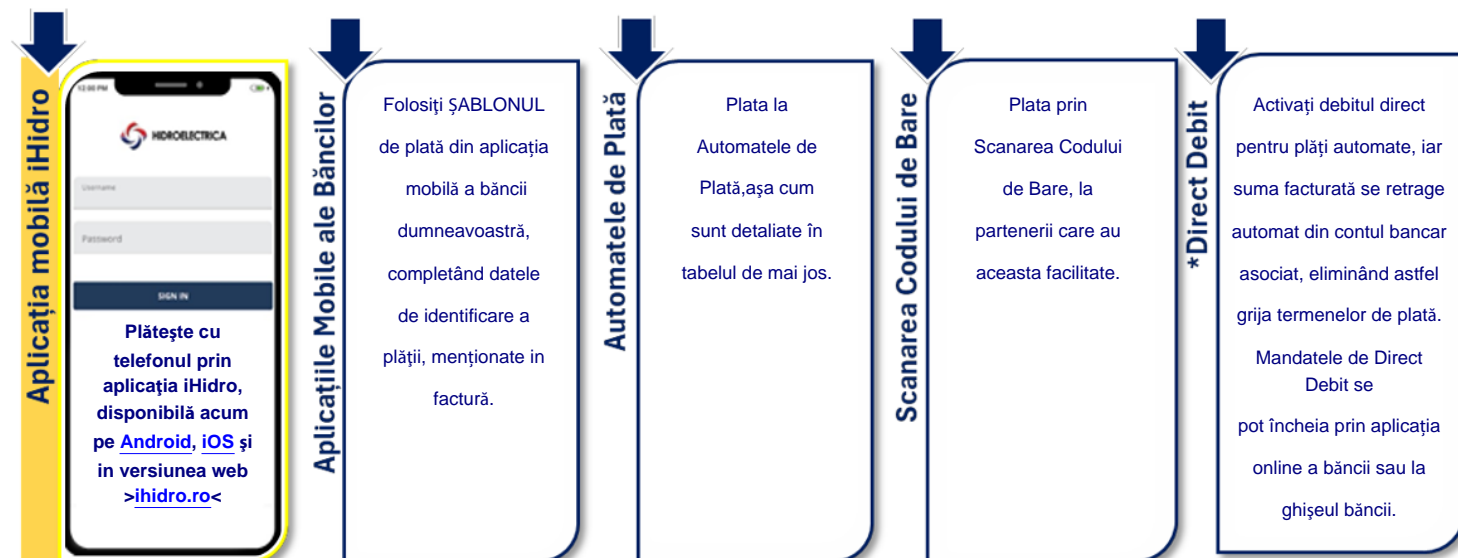 Aplicația mobilă iHidro
12:00 PM
HIDROELECTRICA
Username
Password
SIGN IN
Plăteşte cu
telefonul prin
aplicaţia iHidro,
disponibilă acum
pe Android, iOS şi
in versiunea web
>ihidro.ro<
Aplicațiile Mobile ale Băncilor
Folosiţi ȘABLONUL
de plată din aplicația
mobilă a băncii
dumneavoastră,
completând datele
de identificare a
plăţii, menționate in
factură.
Automatele de Plată
Plata la
Automatele de
Plată,aşa cum
sunt detaliate în
tabelul de mai jos.
Scanarea Codului de Bare
Plata prin
Scanarea Codului
de Bare, la
partenerii care au
aceasta facilitate.
*Direct Debit
Activați debitul direct
pentru plăți automate, iar
suma facturată se retrage
automat din contul bancar
asociat, eliminând astfel
grija termenelor de plată.
Mandatele de Direct
Debit se
pot încheia prin aplicația
online a băncii sau la
ghişeul băncii.